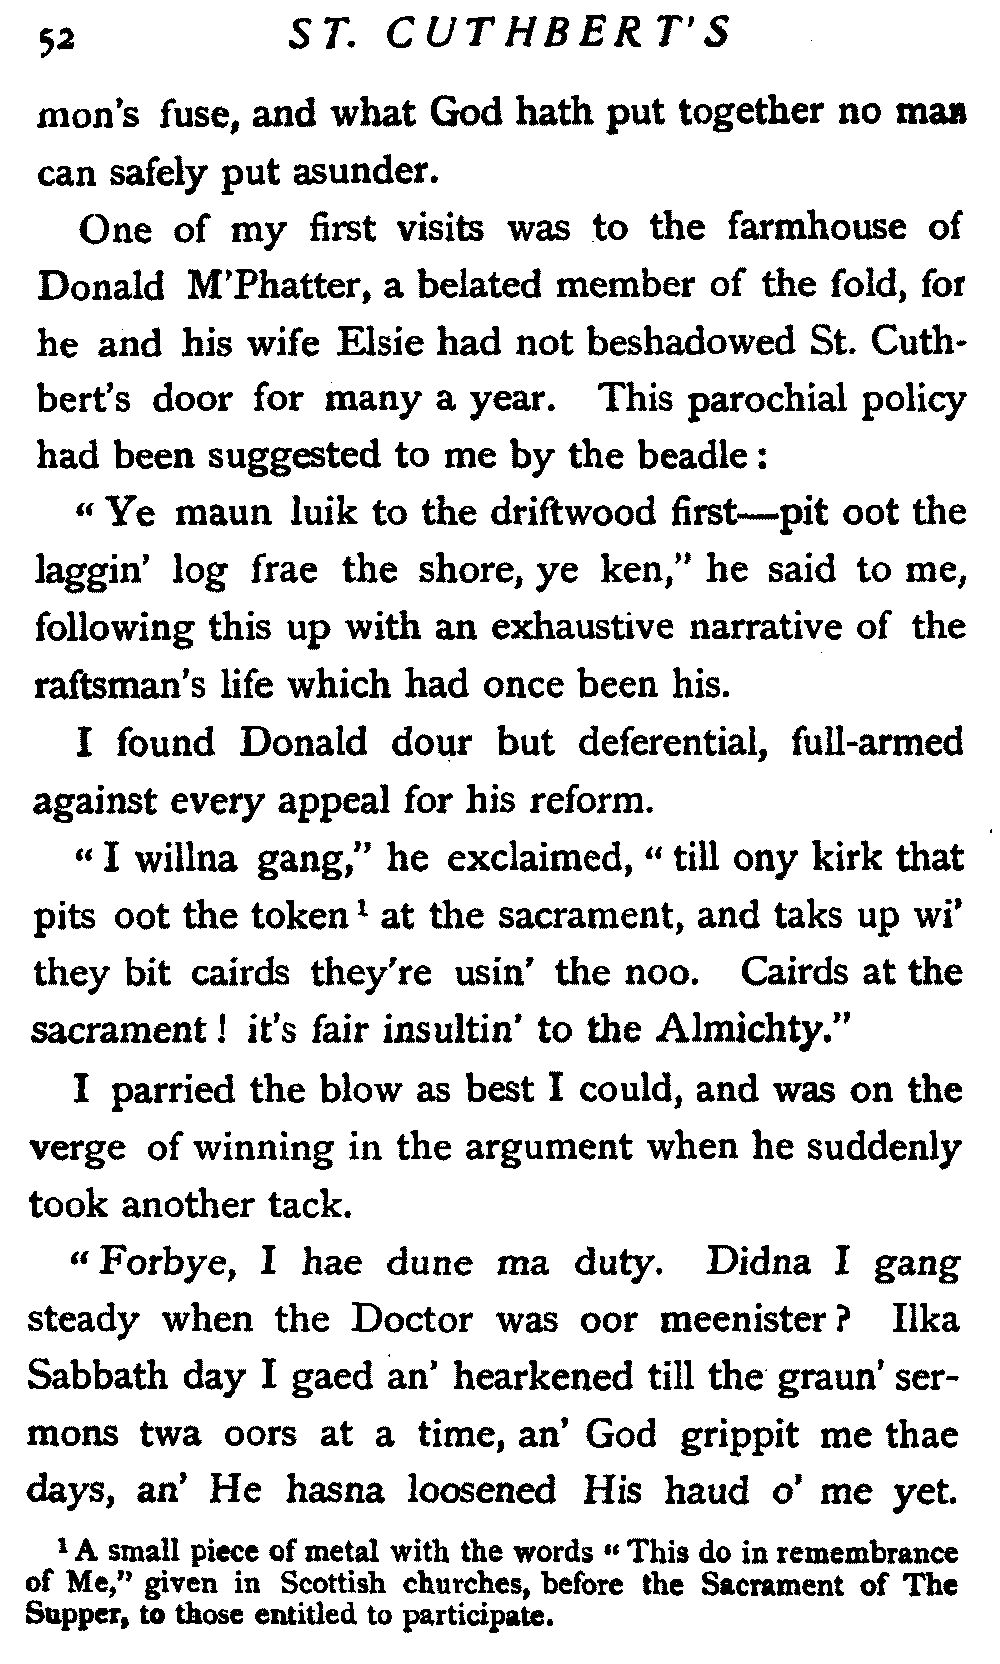 52 ST. CUTHBERT'S
mon's fuse, and what God hath put together no man
can safely put asunder.
One of my first visits was to the farmhouse of
Donald M'Phatter, a belated member of the fold, for
he and his wife Elsie had not beshadowed St. Cuth-
bert's door for many a year. This parochial policy
had been suggested to me by the beadle :
“ Ye maun luik to the driftwood first—pit oot the
laggin' log frae the shore, ye ken,” he said to me,
following this up with an exhaustive narrative of the
raftsman's life which had once been his.
I found Donald dour but deferential, full-armed
against every appeal for his reform.
“ I willna gang,” he exclaimed, “ till ony kirk that
pits oot the token ¹ at the sacrament, and taks up wi'
they bit cairds they're usin' the noo. Cairds at the
sacrament ! it's fair insultin' to the Almichty.”
I parried the blow as best I could, and was on the
verge of winning in the argument when he suddenly
took another tack.
“ Forbye, I hae dune ma duty. Didna I gang
steady when the Doctor was oor meenister ? Ilka
Sabbath day I gaed an' hearkened till the graun' ser-
mons twa oors at a time, an' God grippit me thae
days, an' He hasna loosened His haud o' me yet.
¹ A small piece of metal with the words “ This do in remembrance
of Me,” given in Scottish churches, before the Sacrament of The
Supper, to those entitled to participate.